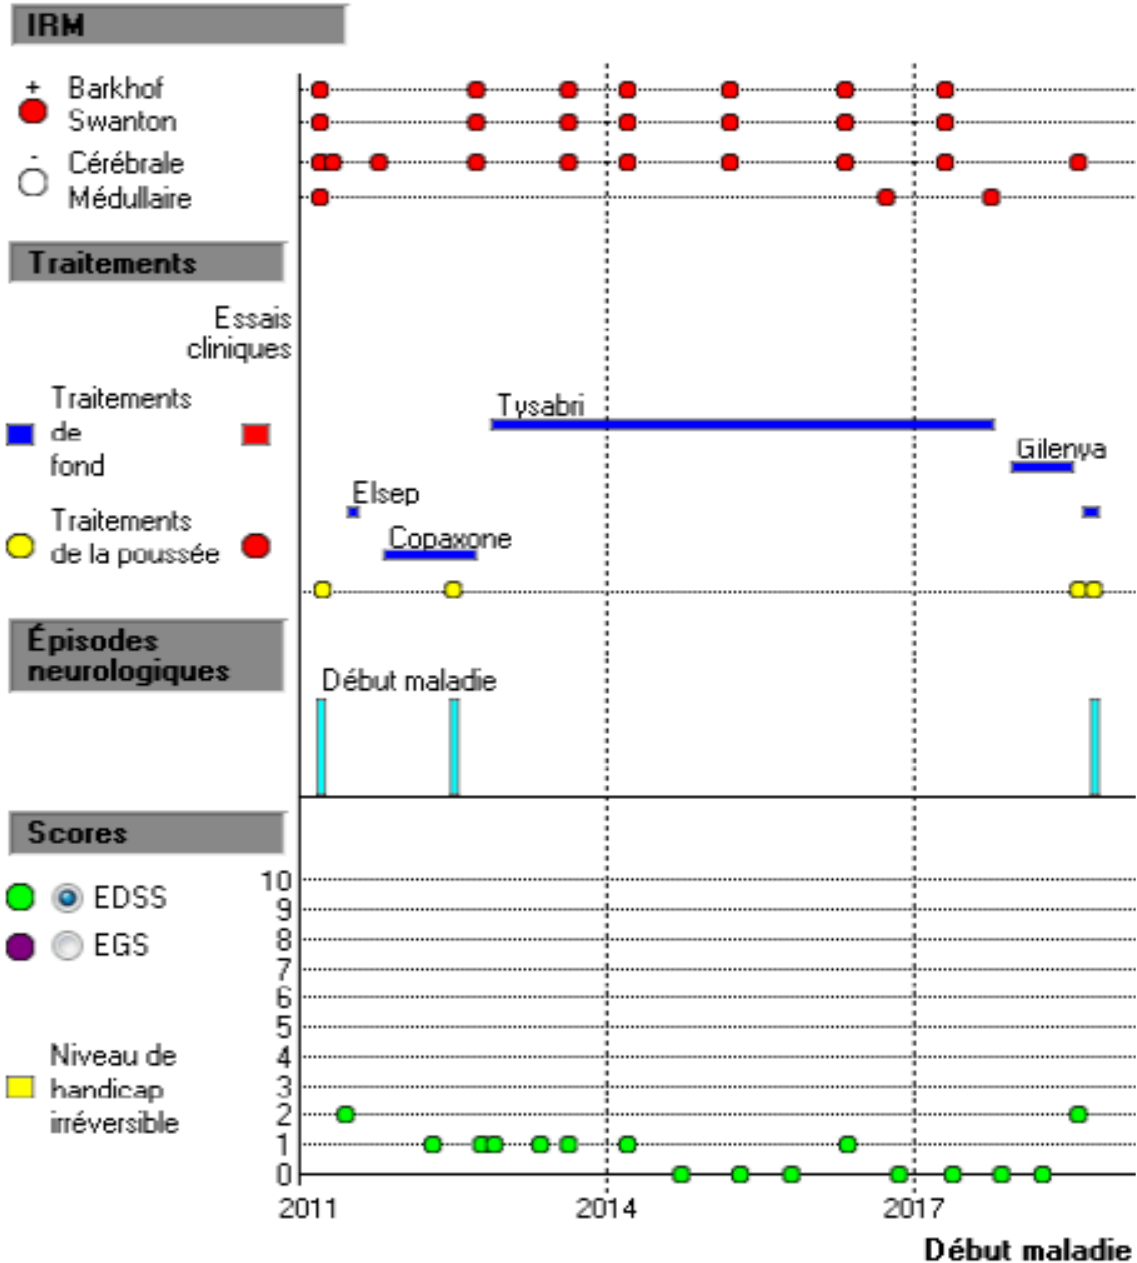 IRM
+ Barkhof
Swanton
- Cérébrale
Médullaire
Traitements
Essais
cliniques
Traitements
de
fond
Tysabri
Gilenya
Elsep
Traitements
de la poussée
Copaxone
Épisodes
neurologiques
Début maladie
Scores
EDSS
EGS
Niveau de
handicap
irréversible
10
9
8
7
6
5
4
3
2
1
0
2011 2014 2017
Début maladie